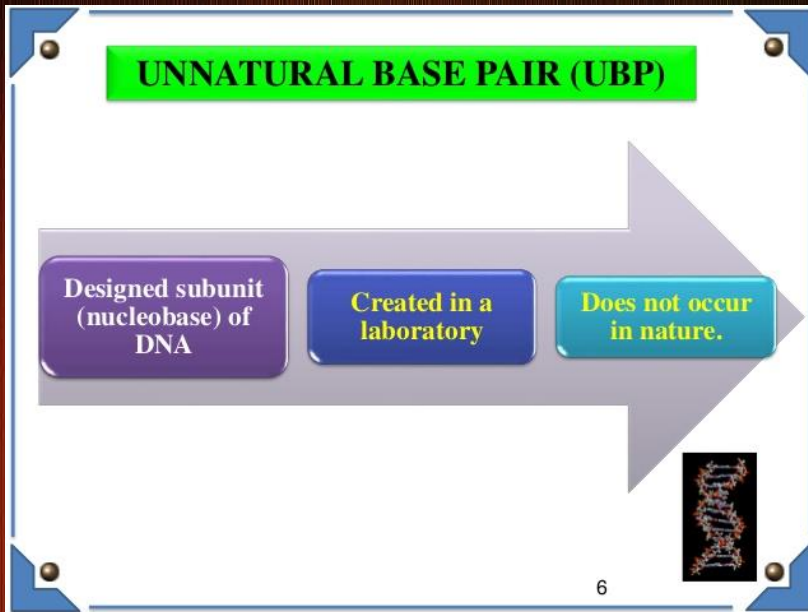 UNNATURAL BASE PAIR (UBP)
Designed subunit
(nucleobase) of
DNA
Created in a
laboratory
Does not occur
in nature.
6